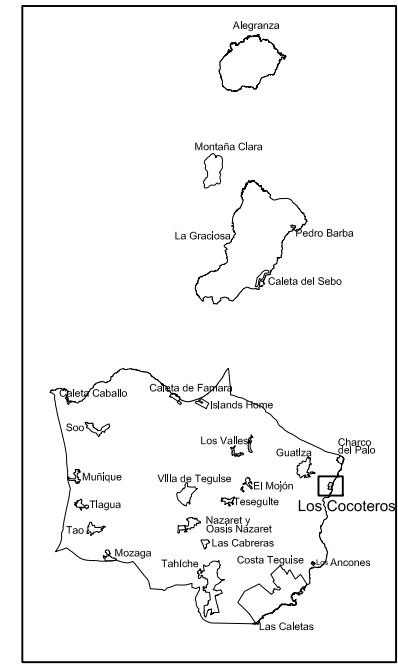 Alegranza
Montaña Clara
La Graciosa
Pedro Barba
Caleta del Sebo
Caleta Caballo
Caleta de Famara
Islands Home
Soo
Los Valles
Guatiza
Charco
del Palo
Muñique
Villa de Teguise
El Mojón
Teseguite
Los Cocoteros
Tiagua
Tao
Nazaret y
Oasis Nazaret
Las Cabreras
Mozaga
Tahíche
Costa Teguise
Los Ancones
Las Caletas